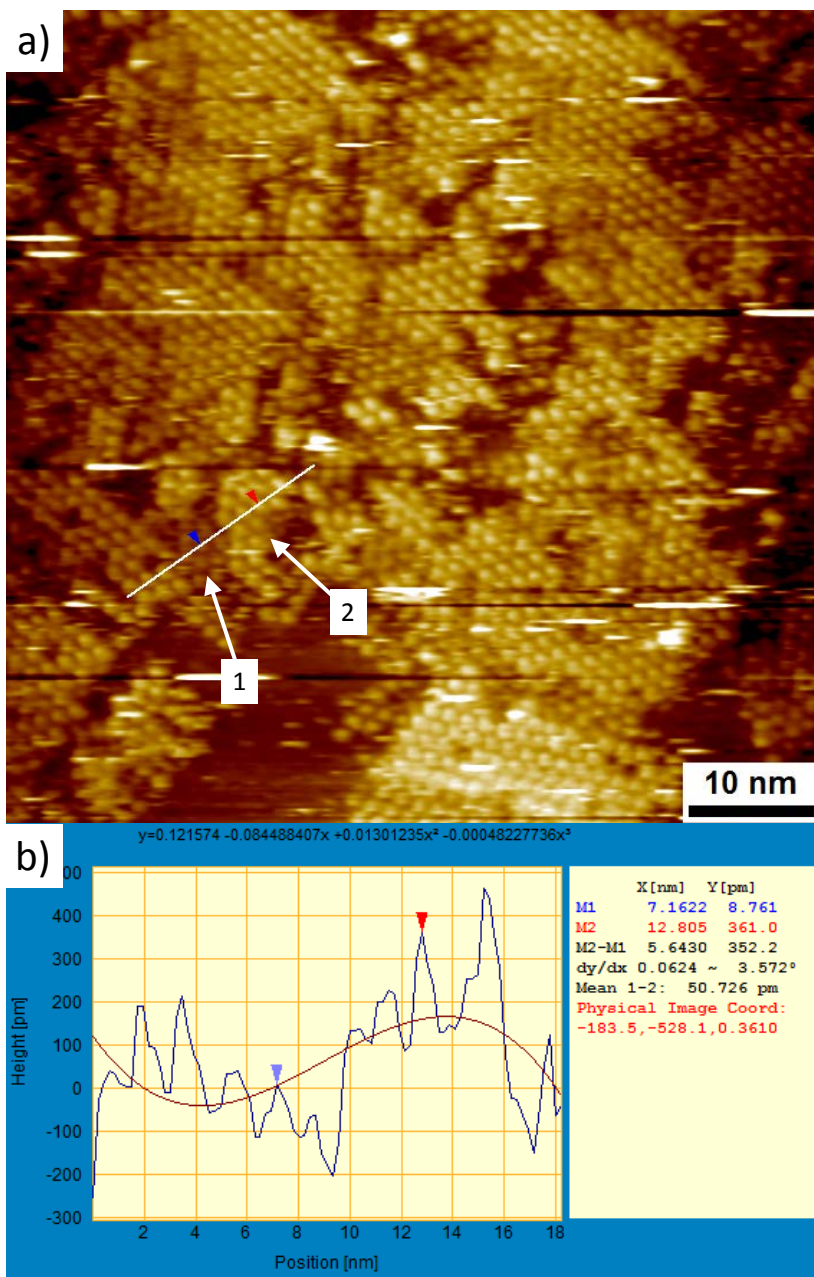 a)
2
1
10 nm
b)
y=0.121574 -0.084488407x +0.01301235x² -0.00048227736x³
500
400
300
200
100
0
-100
-200
-300
Height [pm]
2
4
6
8
10
12
14
16
18
Position [nm]
X[nm] Y[pm]
M1 7.1622 8.761
M2 12.805 361.0
M2-M1 5.6430 352.2
dy/dx 0.0624 ~ 3.572°
Mean 1-2: 50.726 pm
Physical Image Coord:
-183.5,-528.1,0.3610